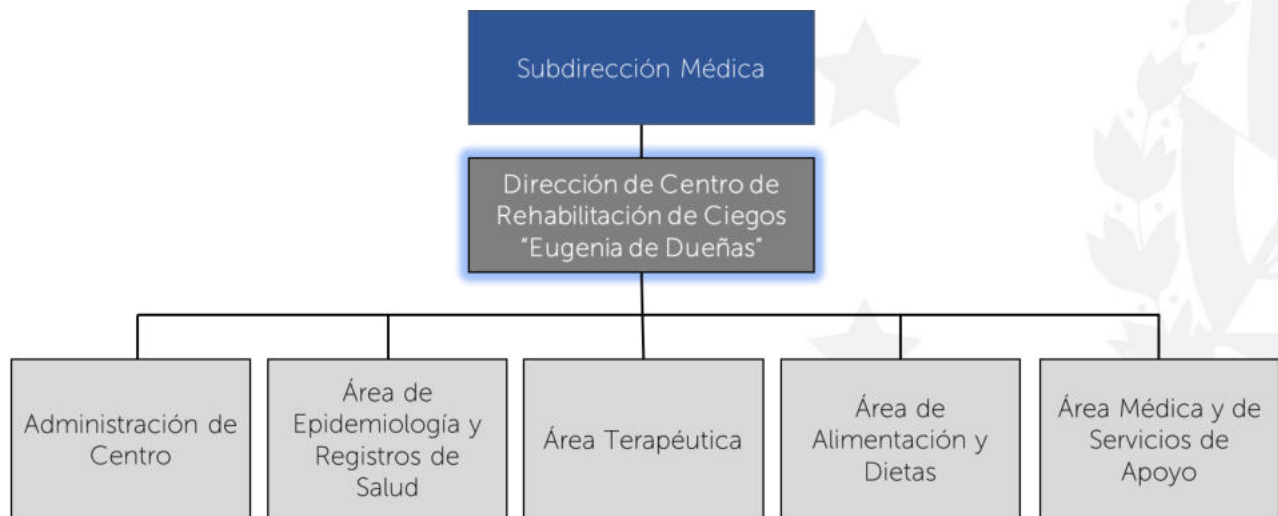 Subdirección Médica
Dirección de Centro de
Rehabilitación de Ciegos
“Eugenia de Dueñas”
Administración de
Centro
Área de
Epidemiología y
Registros de
Salud
Área Terapéutica
Área de
Alimentación y
Dietas
Área Médica y de
Servicios de
Apoyo